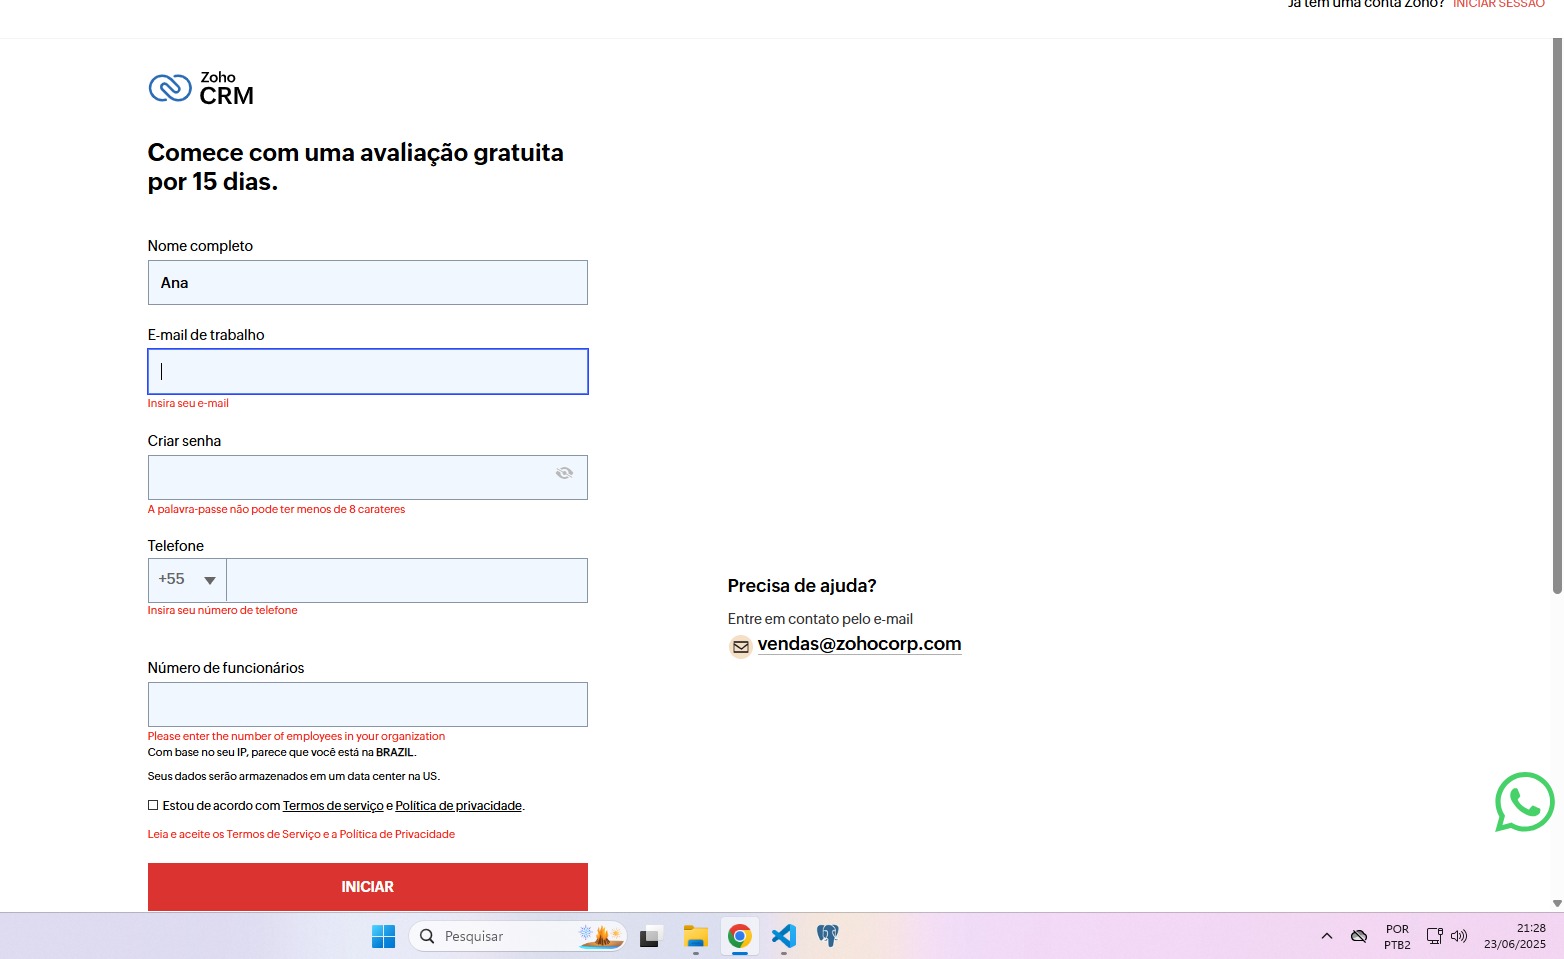 Já tem uma conta Zoho? INICIAR SESSÃO
Zoho
CRM
Comece com uma avaliação gratuita
por 15 dias.
Nome completo
Ana
E-mail de trabalho
Insira seu e-mail
Criar senha
A palavra-passe não pode ter menos de 8 carateres
Telefone
+55
Insira seu número de telefone
Precisa de ajuda?
Entre em contato pelo e-mail
vendas@zohocorp.com
Número de funcionários
Please enter the number of employees in your organization
Com base no seu IP, parece que você está na BRAZIL.
Seus dados serão armazenados em um data center na US.
Estou de acordo com Termos de serviço e Política de privacidade.
Leia e aceite os Termos de Serviço e a Política de Privacidade
INICIAR
Pesquisar
POR
PTB2
21:28
23/06/2025